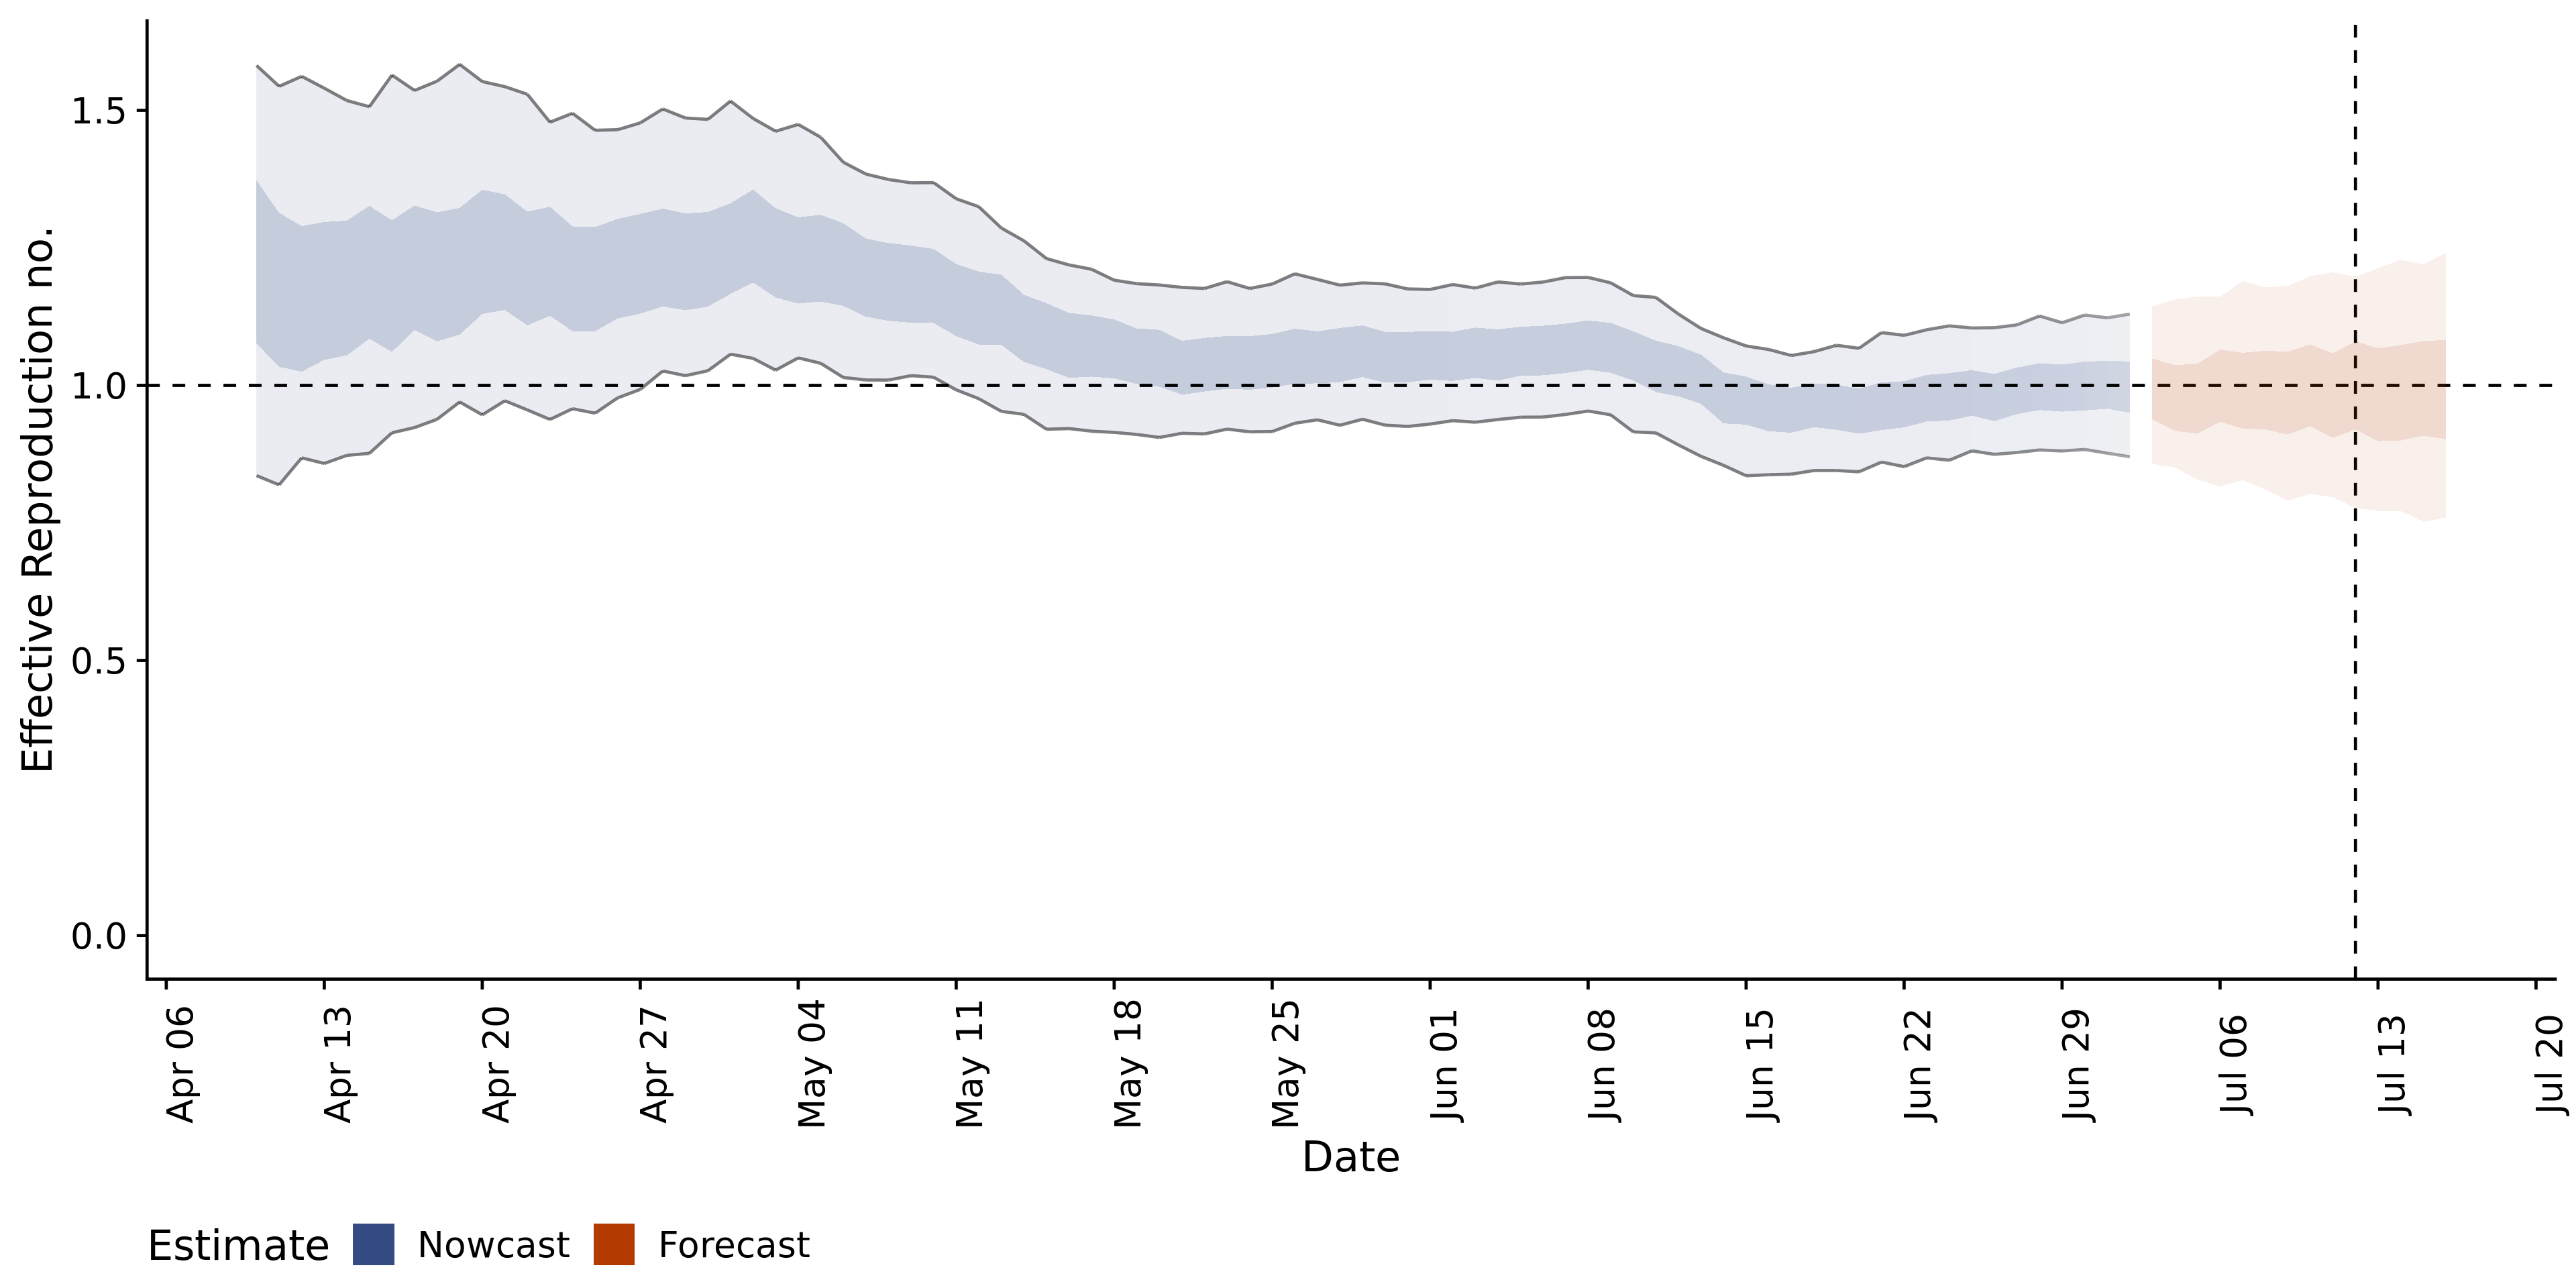 Effective Reproduction no.
1.5
1.0
0.5
0.0
Apr 06
Apr 13
Apr 20
Apr 27
May 04
May 11
May 18
May 25
Jun 01
Jun 08
Jun 15
Jun 22
Jun 29
Jul 06
Jul 13
Jul 20
Date
Estimate Nowcast Forecast